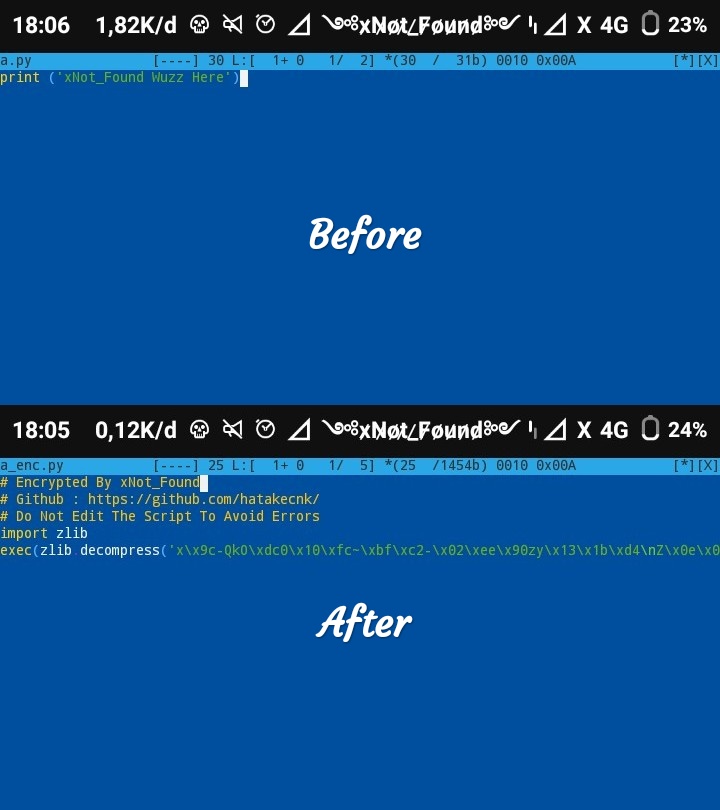 18:06 1,82K/d xNøt_Føund X 4G 23%
a.py [----] 30 L:[ 1+ 0 1/ 2] *(30 / 31b) 0010 0x00A [*][X]
print ('xNot_Found Wuzz Here')
Before
18:05 0,12K/d xNøt_Føund X 4G 24%
a_enc.py [----] 25 L:[ 1+ 0 1/ 5] *(25 /1454b) 0010 0x00A [*][X]
# Encrypted By xNot_Found
# Github : https://github.com/hatakecnk/
# Do Not Edit The Script To Avoid Errors
import zlib
exec(zlib.decompress('x\x9c-QkO\xdc0\x10\xfc~\xbf\xc2-\x02\xee\x90zy\x13\x1b\xd4\nZ\x0e\x0
After